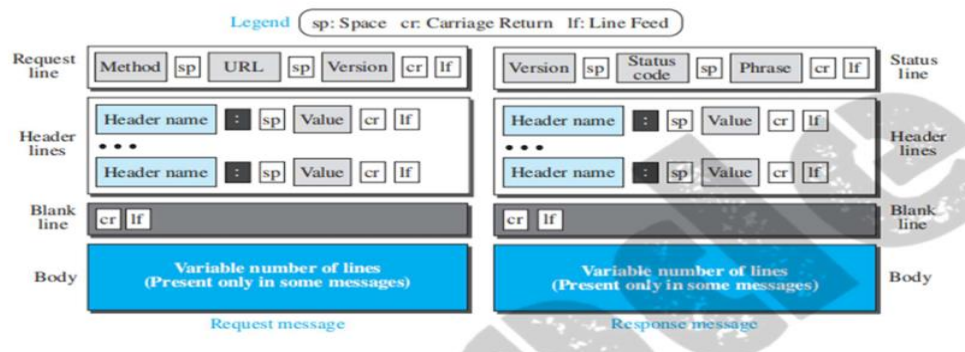 Legend sp: Space cr: Carriage Return lf: Line Feed
Request line
Method sp URL sp Version cr lf
Header lines
Header name : sp Value cr lf
•••
Header name : sp Value cr lf
Blank line
cr lf
Body
Variable number of lines
(Present only in some messages)
Request message
Version sp Status code sp Phrase cr lf
Status line
Header name : sp Value cr lf
•••
Header name : sp Value cr lf
Header lines
cr lf
Blank line
Variable number of lines
(Present only in some messages)
Body
Response message